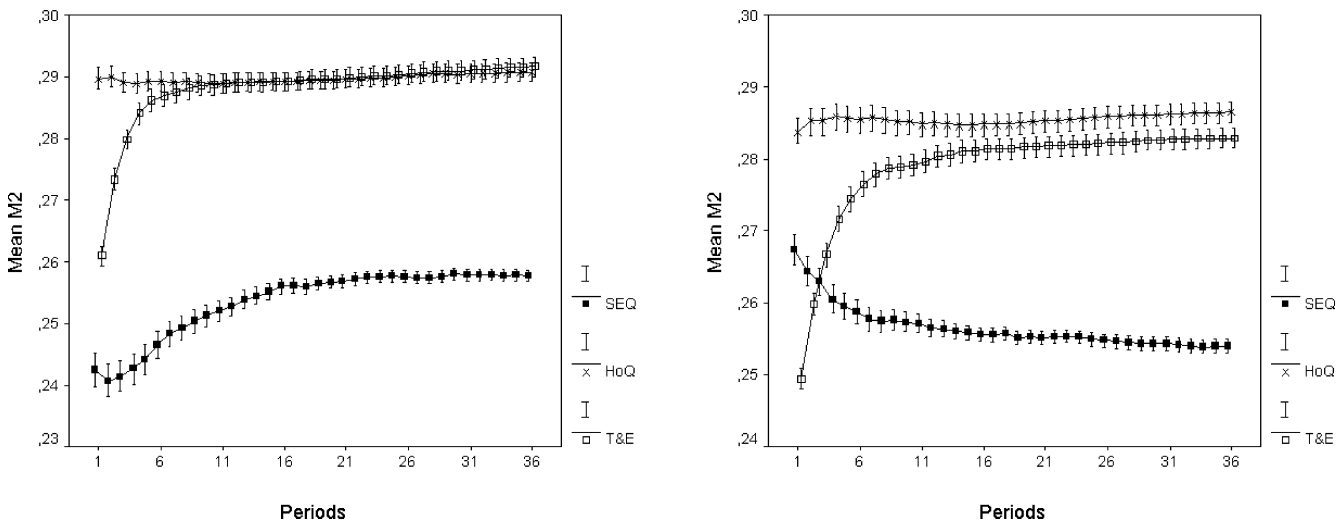 ,30
,29
,28
,27
,26
,25
,24
,23
Mean M2
1 6 11 16 21 26 31 36
Periods
SEQ
HoQ
T&E
,30
,29
,28
,27
,26
,25
,24
Mean M2
1 6 11 16 21 26 31 36
Periods
SEQ
HoQ
T&E